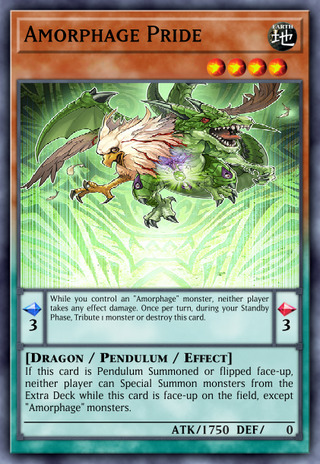 Amorphage Pride
EARTH
地
While you control an "Amorphage" monster, neither player
takes any effect damage. Once per turn, during your Standby
Phase, Tribute 1 monster or destroy this card.
3
3
[Dragon / Pendulum / Effect]
If this card is Pendulum Summoned or flipped face-up,
neither player can Special Summon monsters from the
Extra Deck while this card is face-up on the field, except
"Amorphage" monsters.
ATK/1750 DEF/ 0